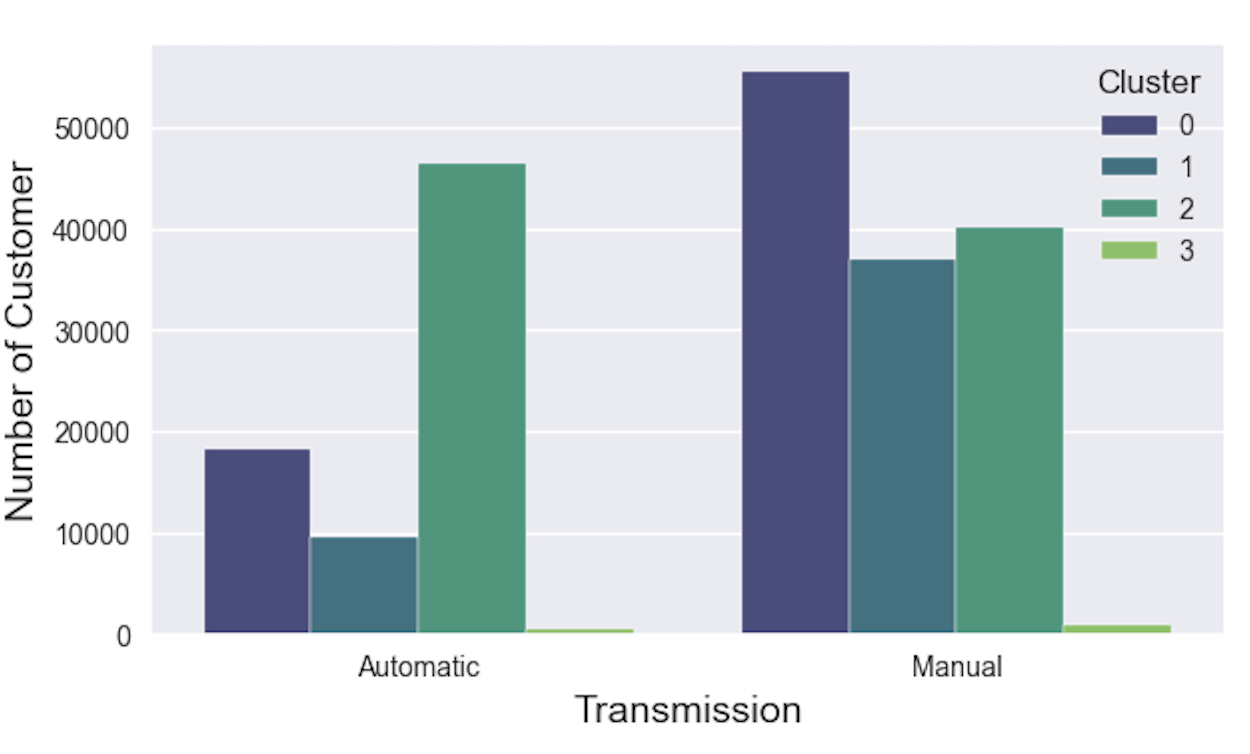 Cluster
0
1
2
3
Number of Customer
50000
40000
30000
20000
10000
0
Automatic
Manual
Transmission